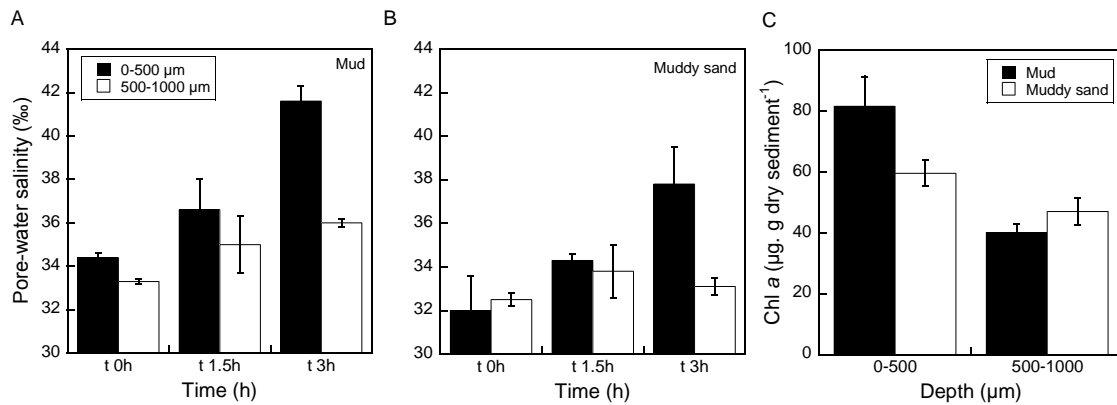 A
B
C
Pore-water salinity (‰)
44
42
40
38
36
34
32
30
0-500 µm
500-1000 µm
Mud
t 0h
t 1.5h
t 3h
Time (h)
44
42
40
38
36
34
32
30
Muddy sand
t 0h
t 1.5h
t 3h
Time (h)
Chl a (µg. g dry sediment-1)
100
80
60
40
20
0
Mud
Muddy sand
0-500
500-1000
Depth (µm)